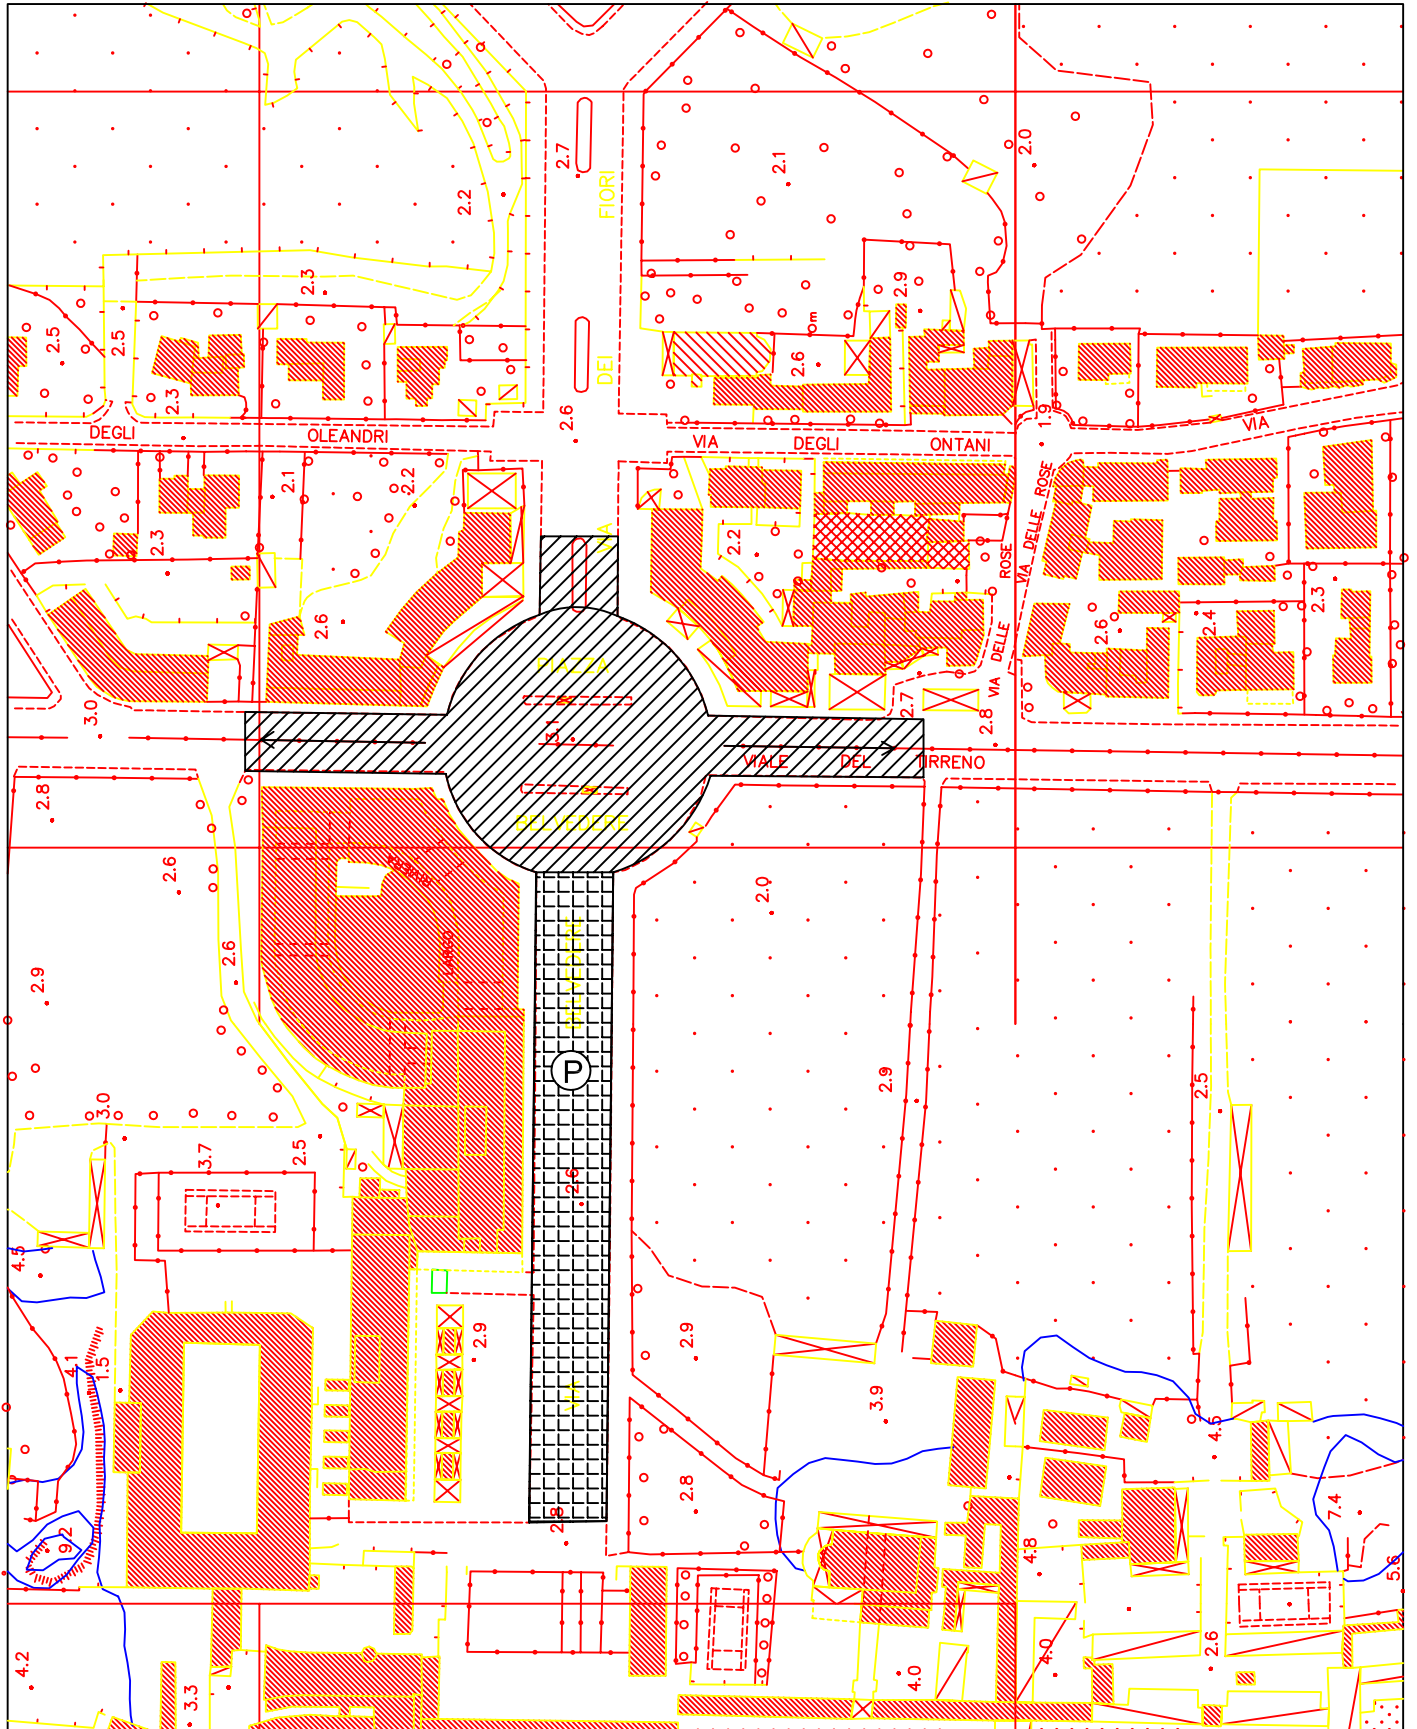 2.7
FIORI
2.1
2.0
2.2
2.3
2.9
2.5
2.5
m
2.6
DEI
2.3
2.6
1.9
DEGLI
OLEANDRI
VIA
DEGLI
ONTANI
VIA
2.1
2.2
2.3
VIA
2.2
VIA DELLE ROSE
ROSE
2.6
2.6
2.4
2.3
DELLE
VIA
PIAZZA
3.0
3.1
2.7
2.8
VIALE
DEL
TIRRENO
2.8
BELVEDERE
2.6
RIVIERA
2.0
LARGO
2.6
2.9
BELVEDERE
P
2.9
2.5
3.0
3.7
2.5
2.6
4.5
2.9
2.9
4.1
1.5
VIA
3.9
4.5
2.8
7.4
2.8
9.2
4.8
5.6
4.2
3.3
4.0
4.0
2.6